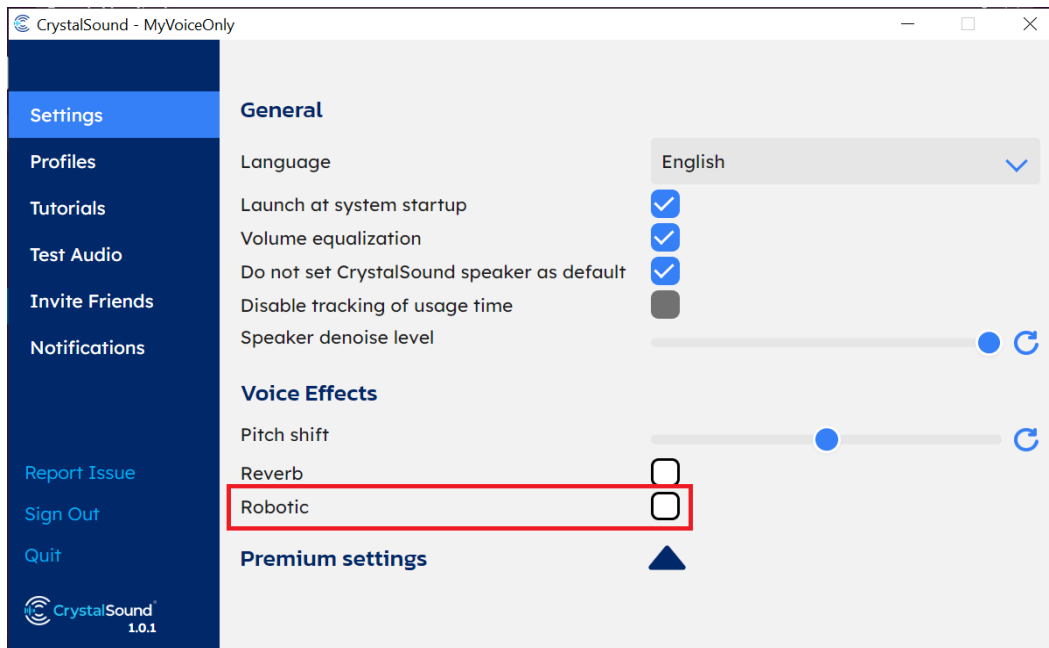 CrystalSound - MyVoiceOnly
Settings
Profiles
Tutorials
Test Audio
Invite Friends
Notifications
Report Issue
Sign Out
Quit
CrystalSound
1.0.1
General
Language English
Launch at system startup
Volume equalization
Do not set CrystalSound speaker as default
Disable tracking of usage time
Speaker denoise level
Voice Effects
Pitch shift
Reverb
Robotic
Premium settings